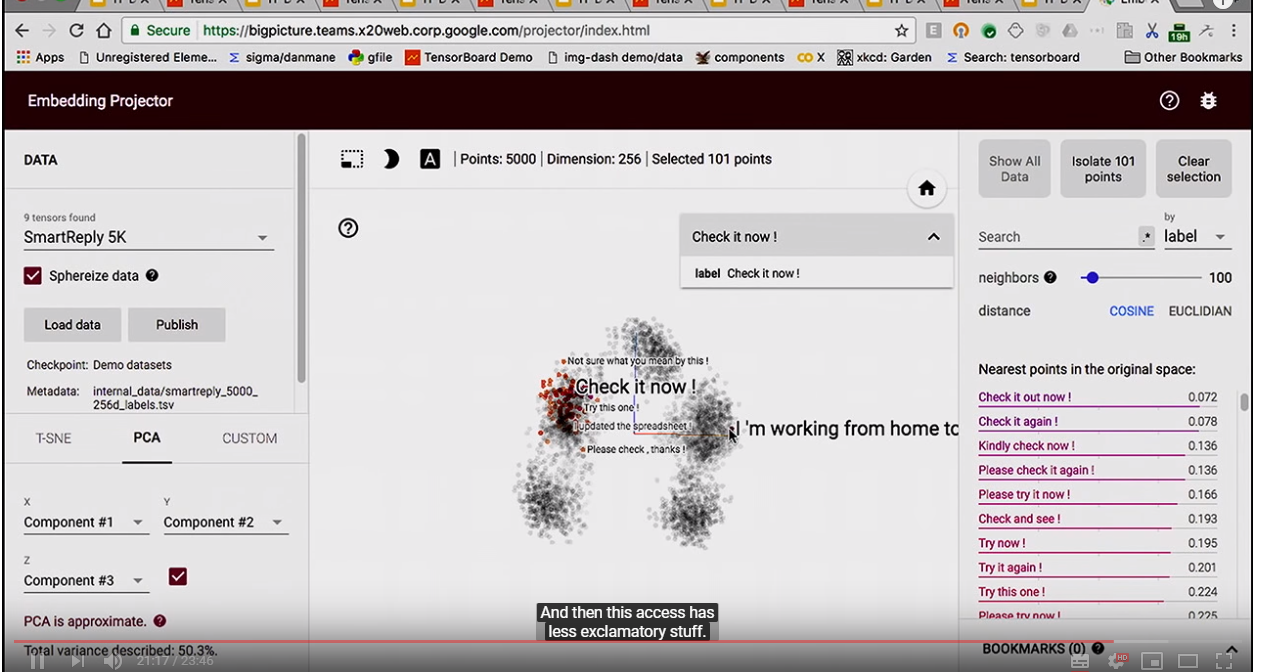 Secure
https://bigpicture.teams.x20web.corp.google.com/projector/index.html
19h
Apps
Unregistered Eleme...
sigma/danmane
gfile
TensorBoard Demo
img-dash demo/data
components
CO X
xkcd: Garden
Search: tensorboard
Other Bookmarks
Embedding Projector
DATA
Points: 5000
Dimension: 256
Selected 101 points
9 tensors found
SmartReply 5K
Sphereize data
Load data
Publish
Checkpoint: Demo datasets
Metadata: internal_data/smartreply_5000_
256d_labels.tsv
T-SNE
PCA
CUSTOM
X
Component #1
Y
Component #2
Z
Component #3
PCA is approximate.
Total variance described: 50.3%.
Check it now !
label Check it now !
Not sure what you mean by this !
Check it now !
Try this one !
I updated the spreadsheet !
I 'm working from home to
Please check , thanks !
And then this access has
less exclamatory stuff.
Show All
Data
Isolate 101
points
Clear
selection
Search
.*
by
label
neighbors
100
distance
COSINE
EUCLIDIAN
Nearest points in the original space:
Check it out now ! 0.072
Check it again ! 0.078
Kindly check now ! 0.136
Please check it again ! 0.136
Please try it now ! 0.166
Check and see ! 0.193
Try now ! 0.195
Try it again ! 0.201
Try this one ! 0.224
Please try now ! 0.225
BOOKMARKS (0)
21:17 / 23:46
HD